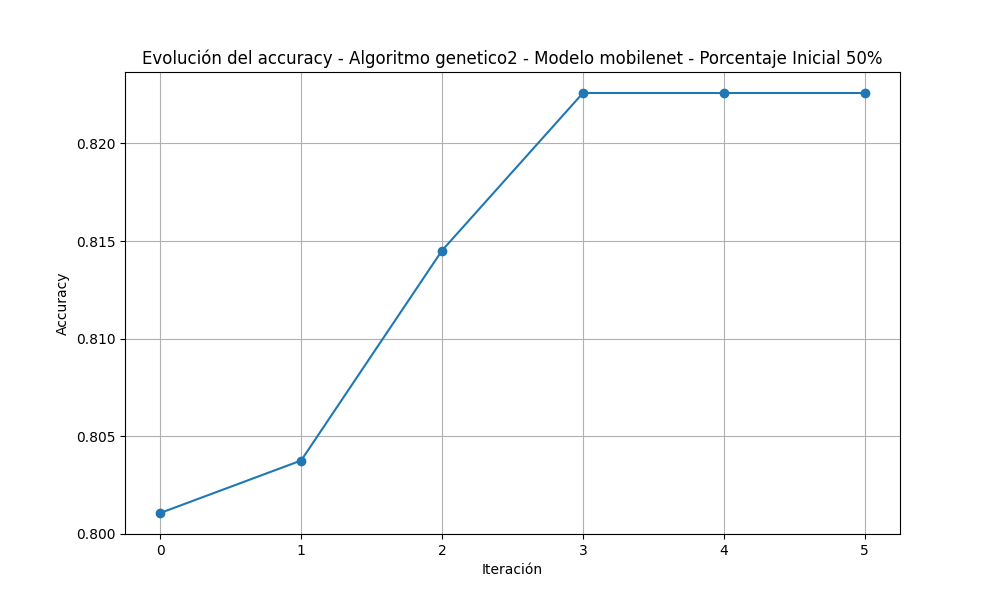 Evolución del accuracy - Algoritmo genetico2 - Modelo mobilenet - Porcentaje Inicial 50%
0.820
0.815
0.810
0.805
0.800
Accuracy
0 1 2 3 4 5
Iteración